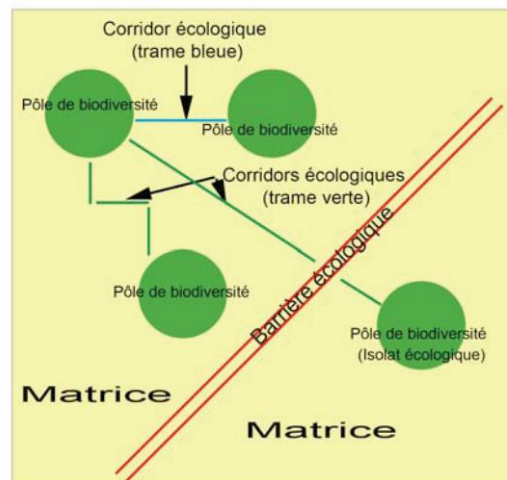 Corridor écologique
(trame bleue)
Pôle de biodiversité
Pôle de biodiversité
Corridors écologiques
(trame verte)
Barrière écologique
Pôle de biodiversité
Pôle de biodiversité
(Isolat écologique)
Matrice
Matrice